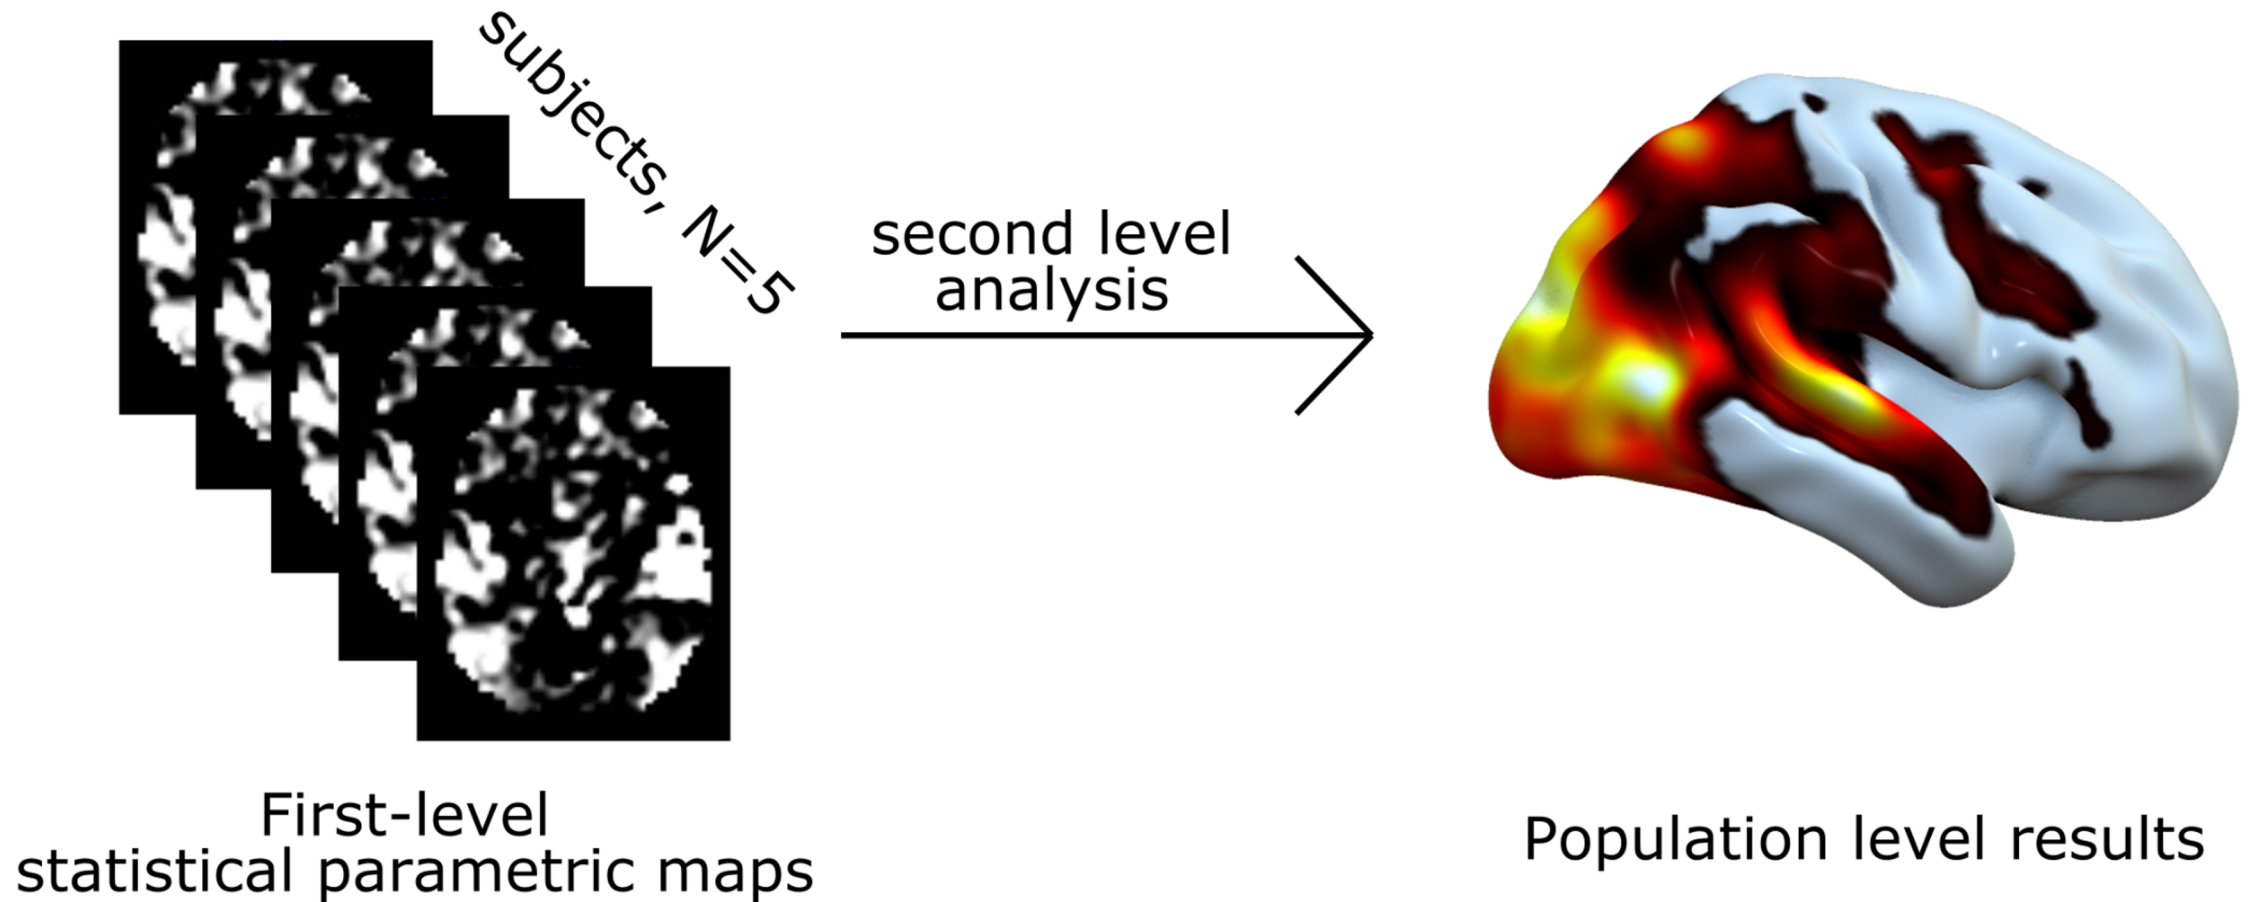 subjects, N=5
second level
analysis
First-level
statistical parametric maps
Population level results